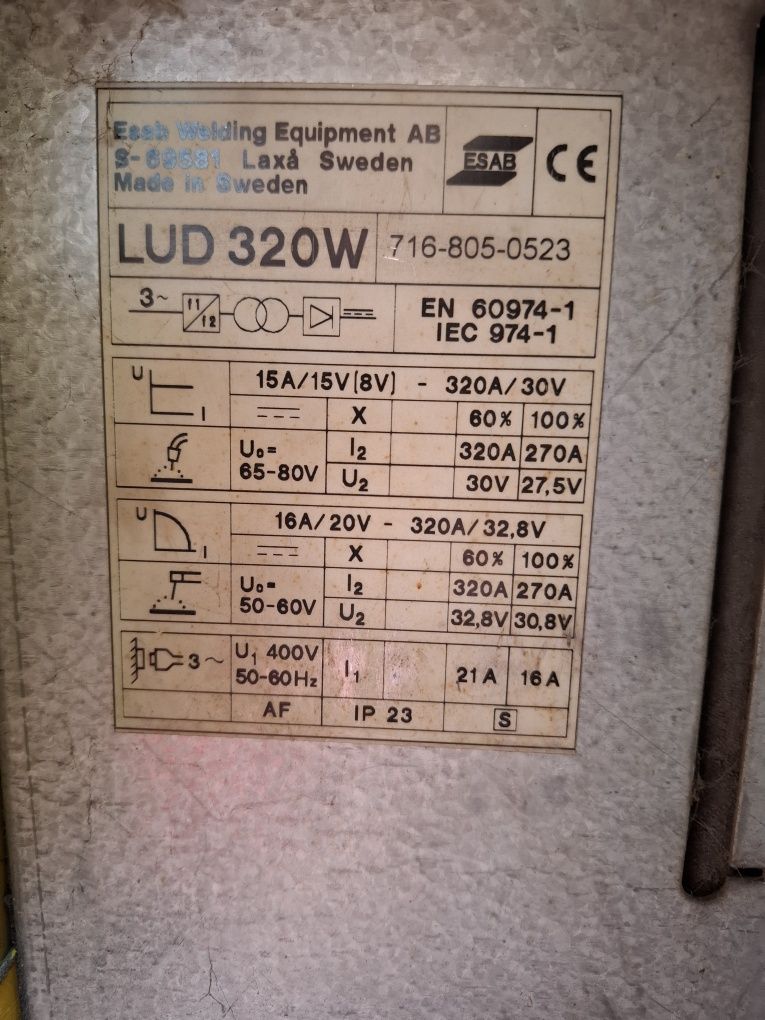 Esab Welding Equipment AB
S-69581 Laxå Sweden
Made in Sweden
ESAB
CE
LUD 320W
716-805-0523
3~
f1
f2
EN 60974-1
IEC 974-1
U
I
15A/15V(8V) - 320A/30V
X 60% 100%
U₀=
65-80V
I₂ 320A 270A
U₂ 30V 27,5V
U
I
16A/20V - 320A/32,8V
X 60% 100%
U₀=
50-60V
I₂ 320A 270A
U₂ 32,8V 30,8V
3~
U₁ 400V
50-60Hz
I₁ 21A 16A
AF IP 23 S